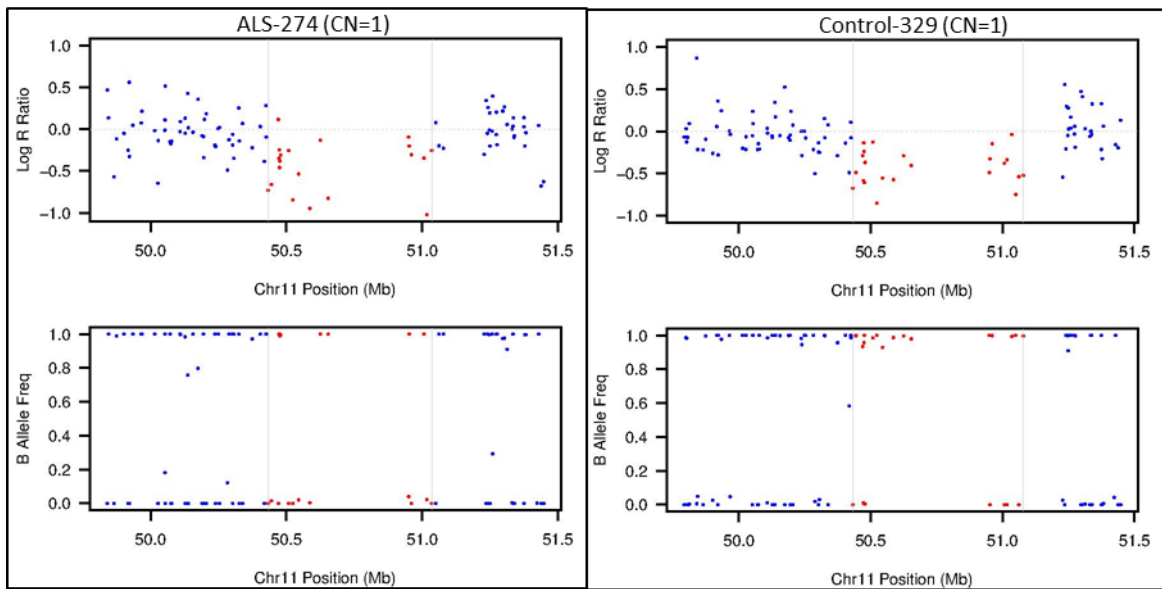 ALS-274 (CN=1)
1.0
0.5
0.0
−0.5
−1.0
Log R Ratio
50.0 50.5 51.0 51.5
Chr11 Position (Mb)
1.0
0.8
0.6
0.4
0.2
0.0
B Allele Freq
50.0 50.5 51.0 51.5
Chr11 Position (Mb)
Control-329 (CN=1)
1.0
0.5
0.0
−0.5
−1.0
Log R Ratio
50.0 50.5 51.0 51.5
Chr11 Position (Mb)
1.0
0.8
0.6
0.4
0.2
0.0
B Allele Freq
50.0 50.5 51.0 51.5
Chr11 Position (Mb)